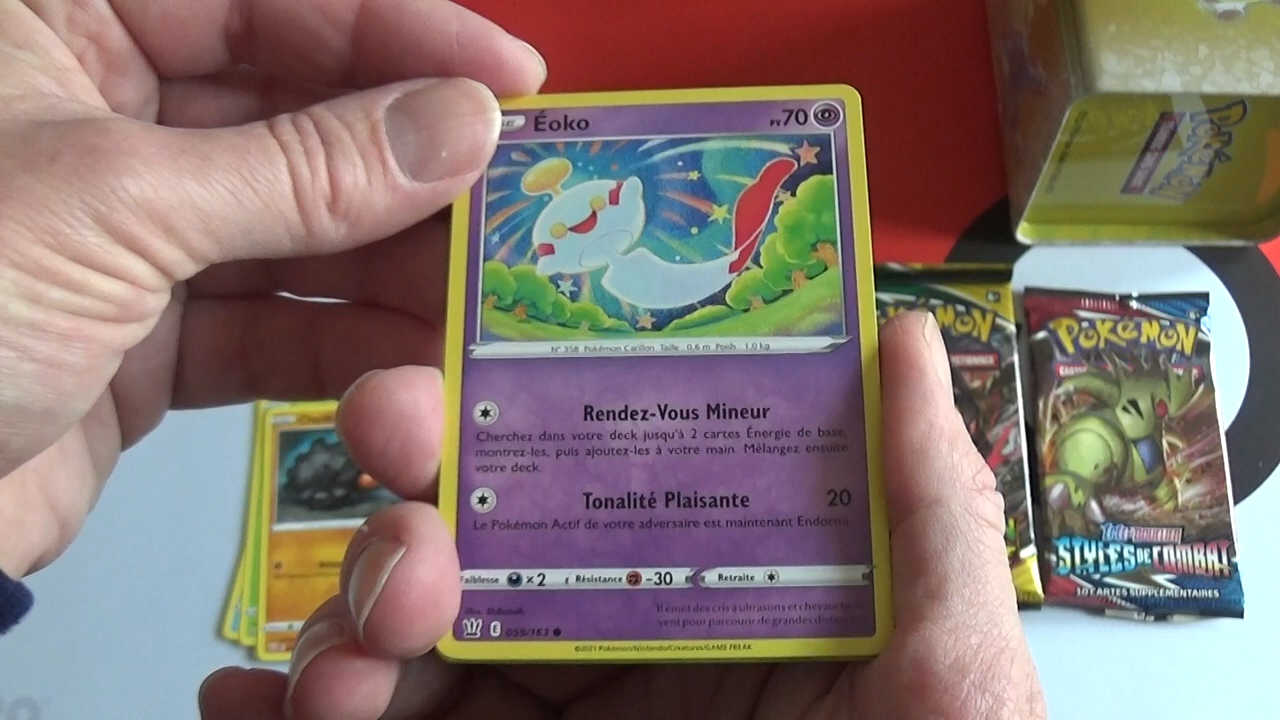 Éoko
PV70
N° 358 Pokémon Carillon Taille : 0,6 m Poids : 1,0 kg
Rendez-Vous Mineur
Cherchez dans votre deck jusqu'à 2 cartes Énergie de base,
montrez-les, puis ajoutez-les à votre main. Mélangez ensuite
votre deck.
Tonalité Plaisante 20
Le Pokémon Actif de votre adversaire est maintenant Endormi
Faiblesse ×2 Résistance -30 Retraite
Il émet des cris à ultrasons et chevauche
vent pour parcourir de grandes
E 059/163
©2021 Pokémon/Nintendo/Creatures/GAME FREAK
POKÉMON
POKÉMON
STYLES DE COMBAT
10 CARTES SUPPLÉMENTAIRES